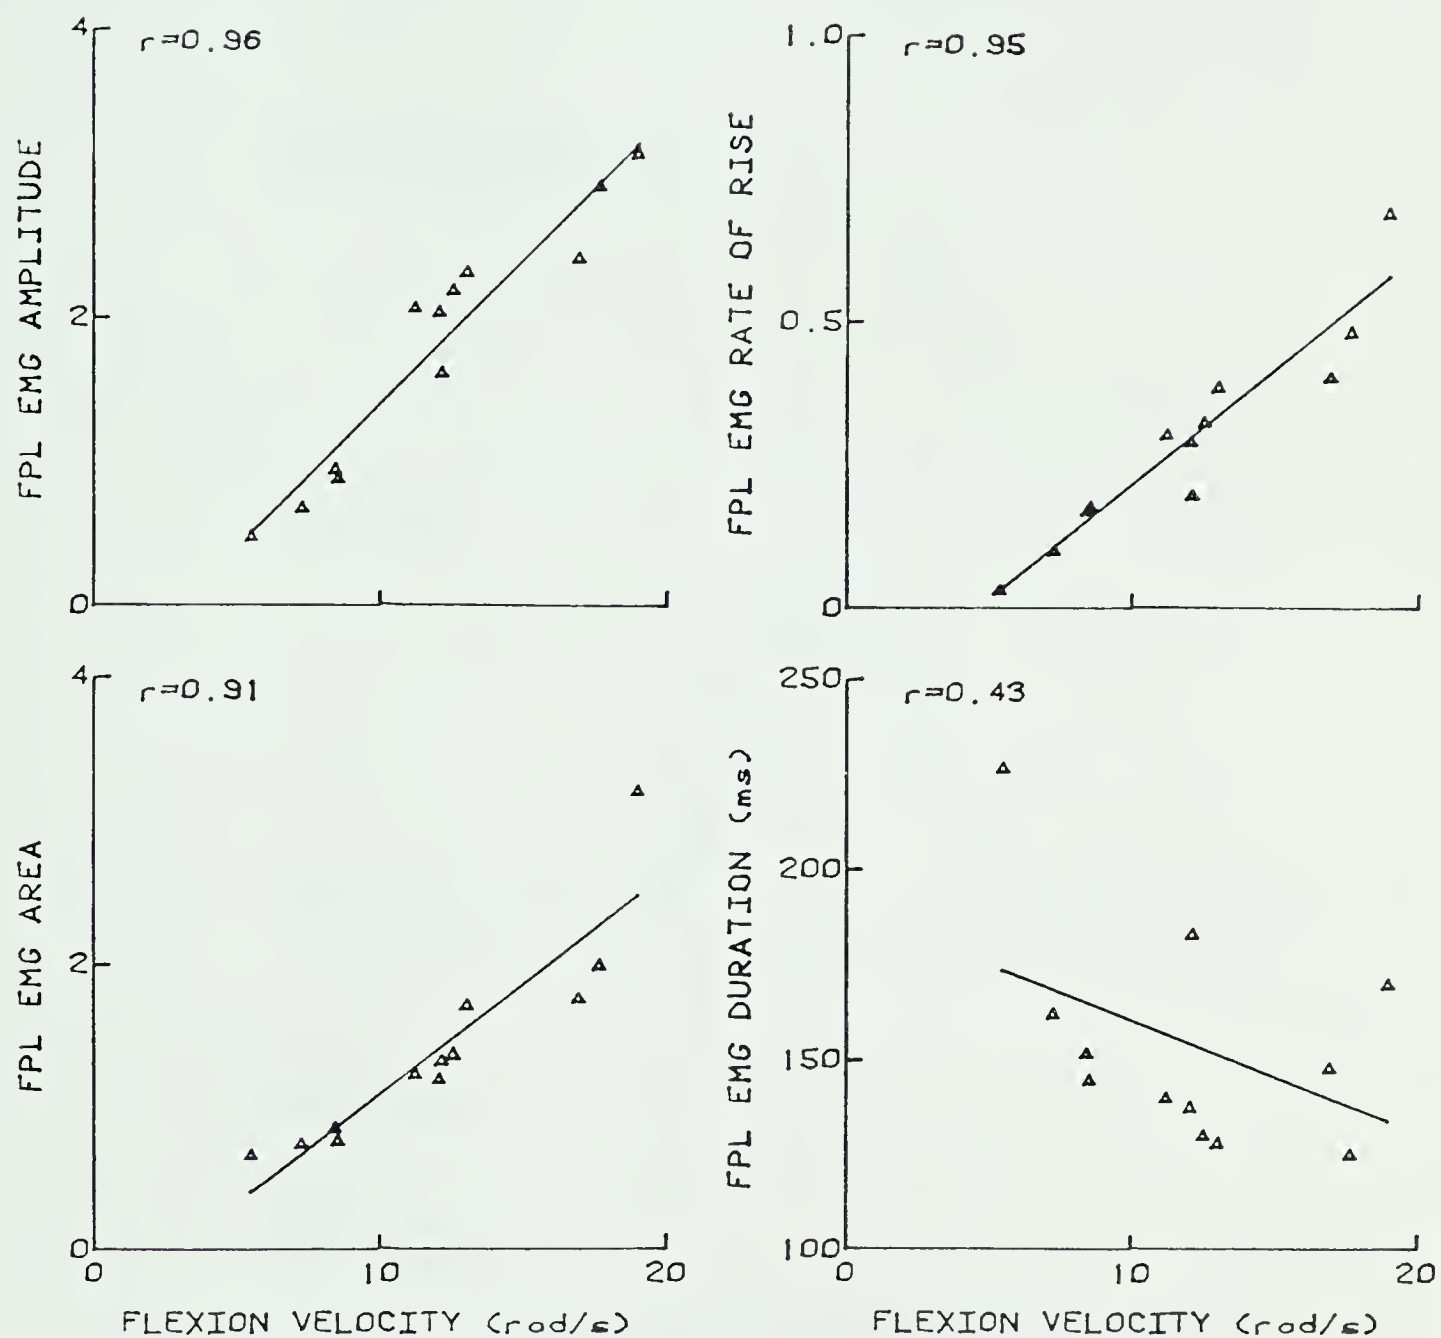 r=0.96
FPL EMG AMPLITUDE
4
2
0
r=0.95
FPL EMG RATE OF RISE
1.0
0.5
0
10
20
r=0.91
FPL EMG AREA
4
2
0
0
10
20
FLEXION VELOCITY (rad/s)
r=0.43
FPL EMG DURATION (ms)
250
200
150
100
0
10
20
FLEXION VELOCITY (rad/s)